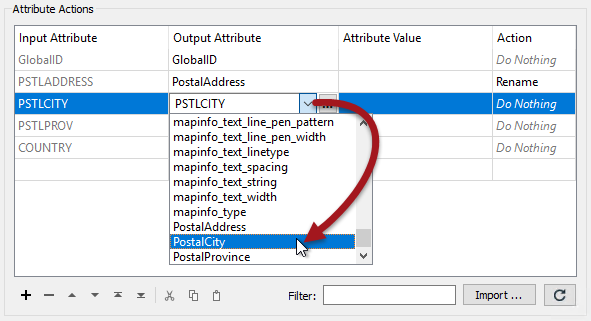 Attribute Actions
Input Attribute Output Attribute Attribute Value Action
GlobalID GlobalID Do Nothing
PSTLADDRESS PostalAddress Rename
PSTLCITY PSTLCITY ... Do Nothing
PSTLPROV mapinfo_text_line_pen_pattern Do Nothing
mapinfo_text_line_pen_width
COUNTRY mapinfo_text_linetype Do Nothing
mapinfo_text_spacing
mapinfo_text_string
mapinfo_text_width
mapinfo_type
PostalAddress
PostalCity
PostalProvince
Filter: Import ...